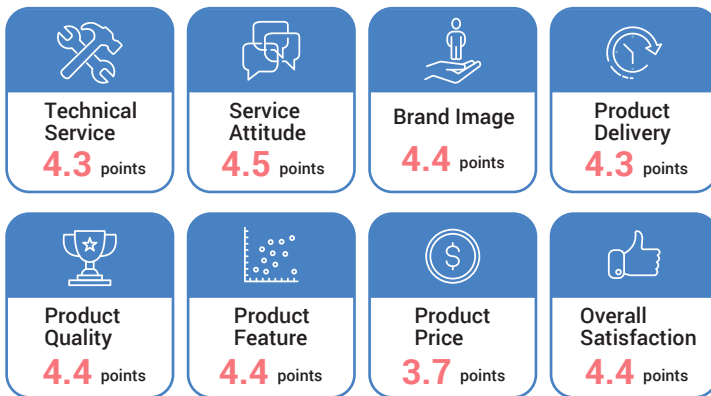 Technical
Service
4.3 points
Service
Attitude
4.5 points
Brand Image
4.4 points
Product
Delivery
4.3 points
Product
Quality
4.4 points
Product
Feature
4.4 points
$
Product
Price
3.7 points
Overall
Satisfaction
4.4 points